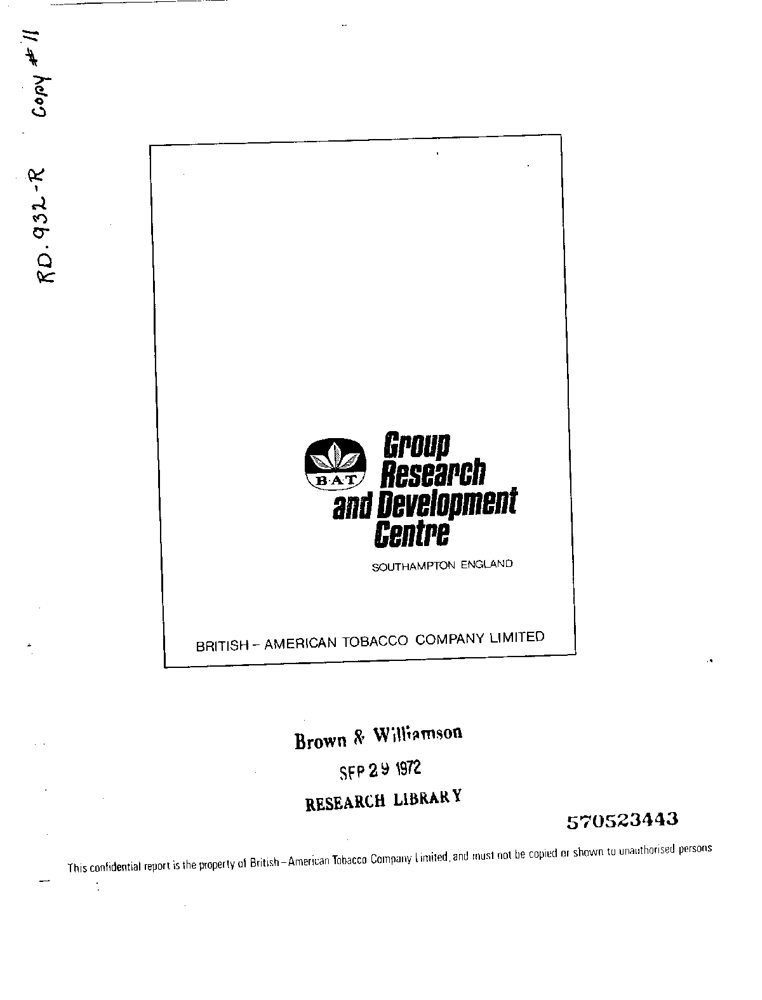 RD.932-R Copy #11
B·A·T
Group
Research
and Development
Centre
SOUTHAMPTON ENGLAND
BRITISH – AMERICAN TOBACCO COMPANY LIMITED
Brown & Williamson
SEP 29 1972
RESEARCH LIBRARY
570523443
This confidential report is the property of British – American Tobacco Company Limited, and must not be copied or shown to unauthorised persons